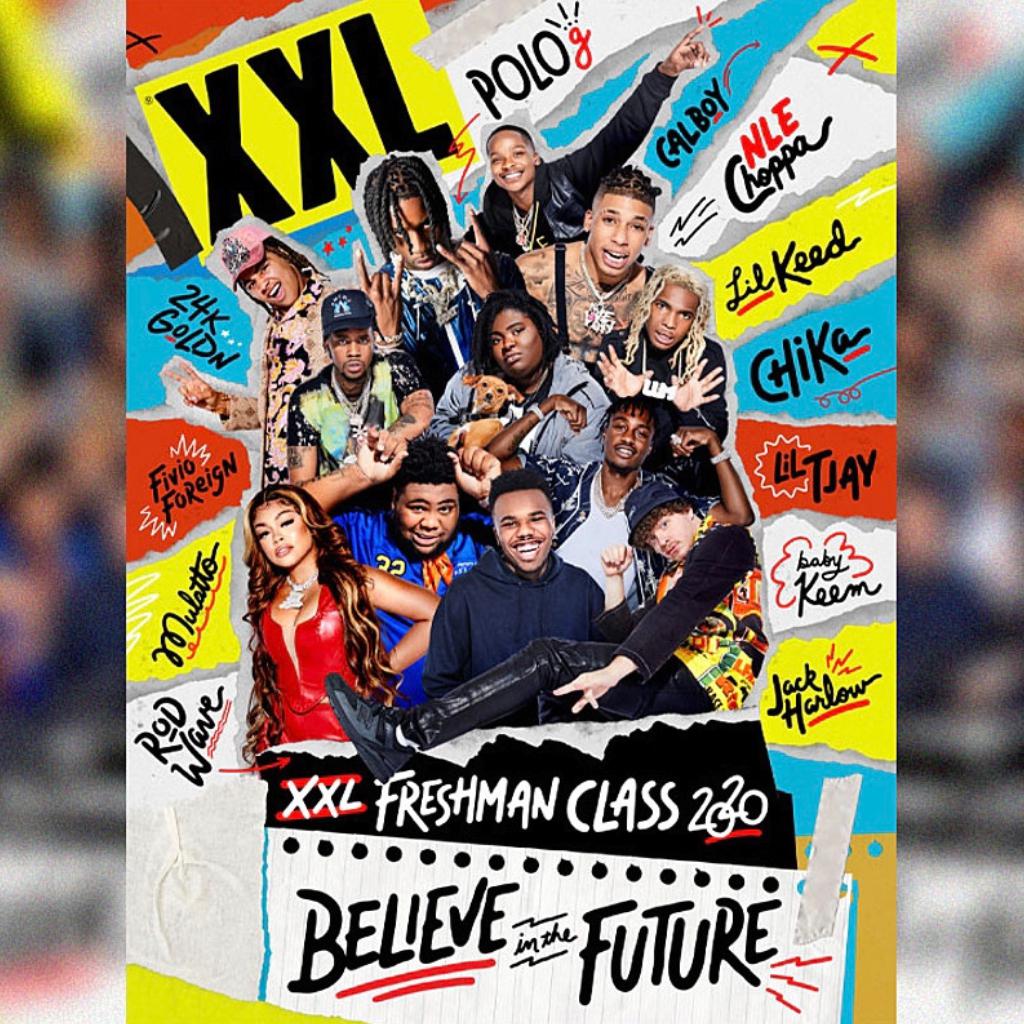 XXL
POLO g
CALBOY
NLE
Choppa
Lil Keed
24K
GOLDN
CHIKa
FiVio
FOReign
LiL TJAY
Mulatto
baby
Keem
ROD
Wave
Jack
Harlow
XXL FRESHMAN CLASS 2020
BELIEVE in the FUTURE